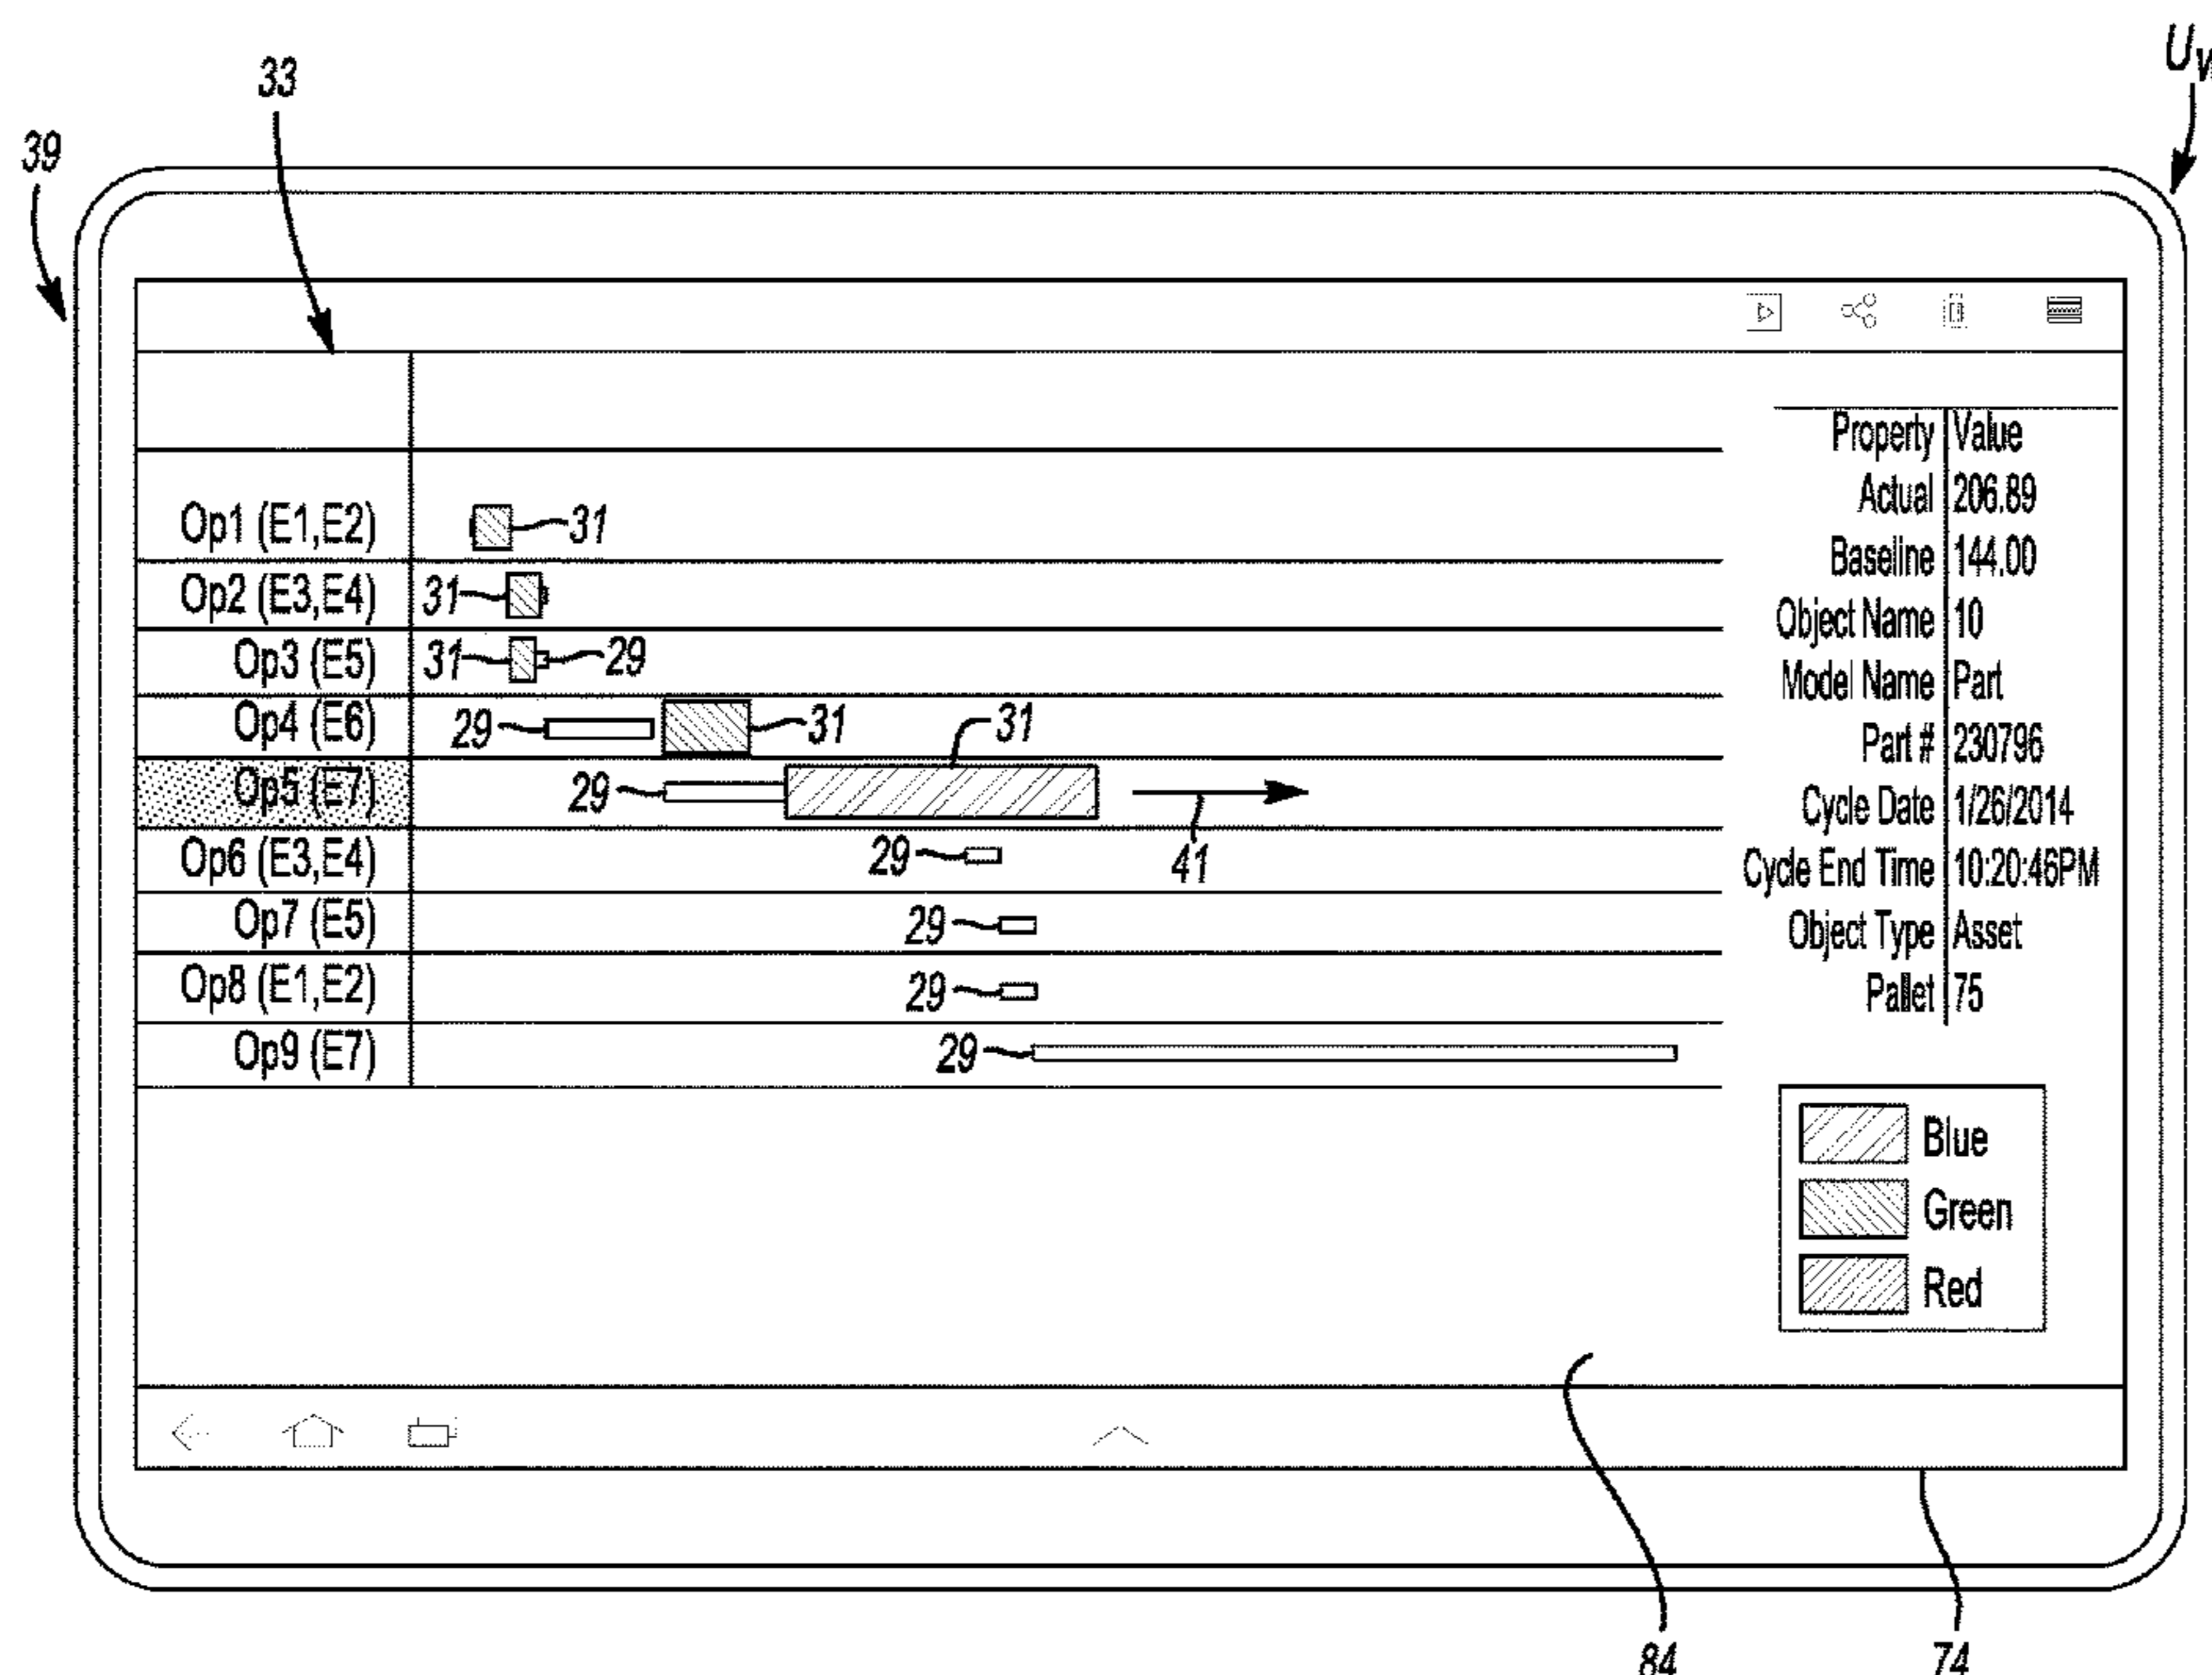 33
39
Property Value
Actual 206.89
Op1 (E1,E2) 31
Baseline 144.00
Op2 (E3,E4) 31
Object Name 10
Op3 (E5) 31 29
Model Name Part
Op4 (E6) 29 31 31
Part # 230796
Op5 (E7) 29
Cycle Date 1/26/2014
Op6 (E3,E4) 29 41
Cycle End Time 10:20:46PM
Op7 (E5) 29
Object Type Asset
Op8 (E1,E2) 29
Pallet 75
Op9 (E7) 29
Blue
Green
Red
84 74